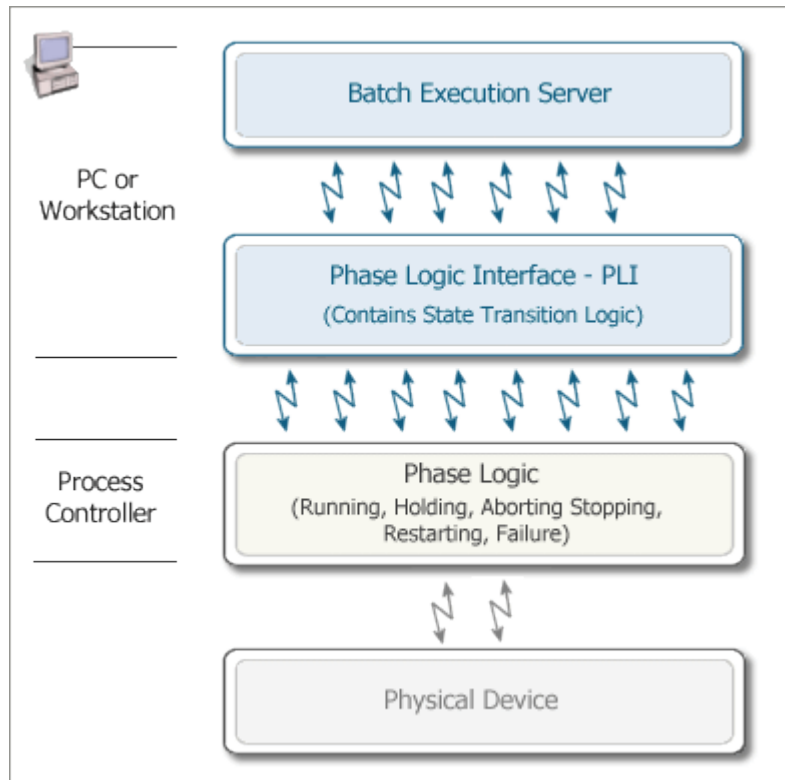 Batch Execution Server
PC or
Workstation
Phase Logic Interface - PLI
(Contains State Transition Logic)
Process
Controller
Phase Logic
(Running, Holding, Aborting Stopping,
Restarting, Failure)
Physical Device